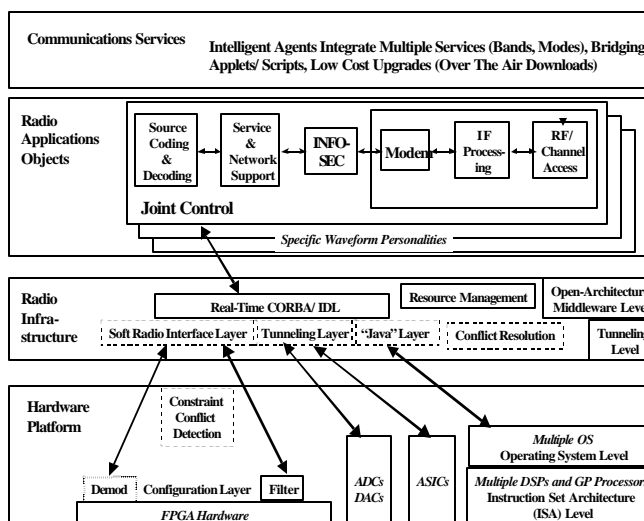 Communications Services
Intelligent Agents Integrate Multiple Services (Bands, Modes), Bridging
Applets/ Scripts, Low Cost Upgrades (Over The Air Downloads)
Radio
Applications
Objects
Source
Coding
&
Decoding
Service
&
Network
Support
INFO-
SEC
Modem
IF
Process-
ing
RF/
Channel
Access
Joint Control
Specific Waveform Personalities
Radio
Infra-
structure
Real-Time CORBA/ IDL
Resource Management
Open-Architecture
Middleware Level
Soft Radio Interface Layer
Tunneling Layer
“Java” Layer
Conflict Resolution
Tunneling
Level
Hardware
Platform
Constraint
Conflict
Detection
Demod
Configuration Layer
Filter
FPGA Hardware
ADCs
DACs
ASICs
Multiple OS
Operating System Level
Multiple DSPs and GP Processors
Instruction Set Architecture
(ISA) Level